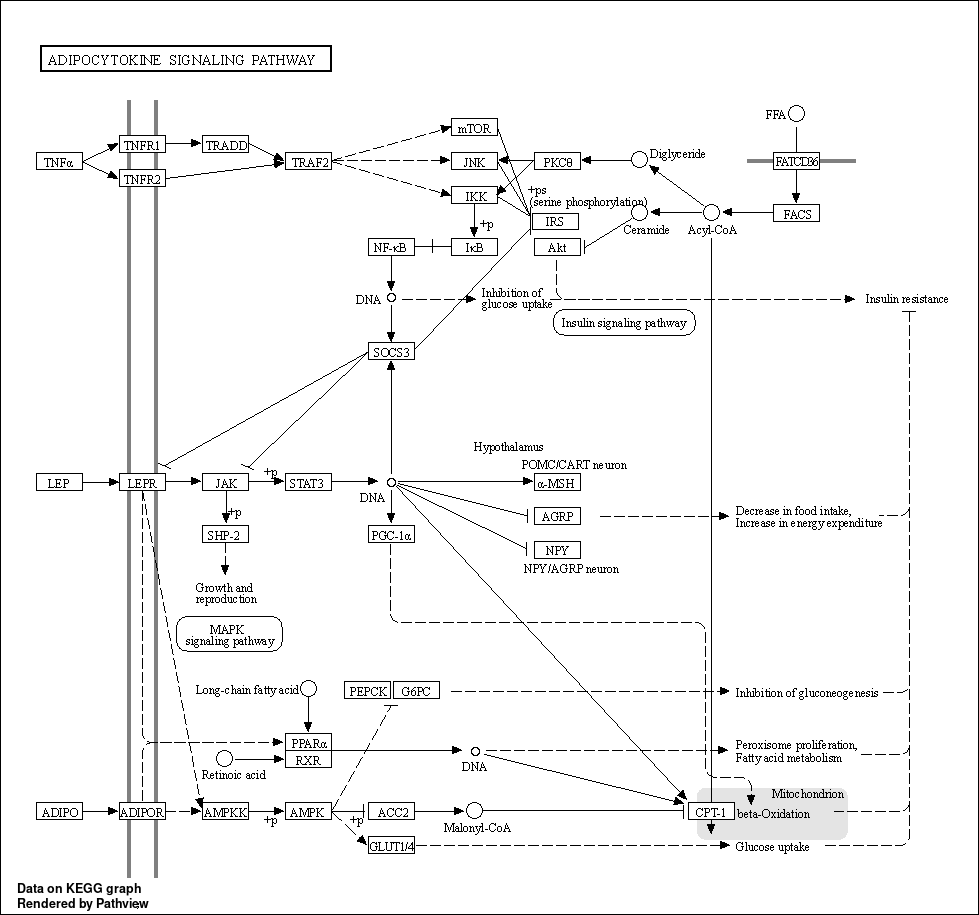 ADIPOCYTOKINE SIGNALING PATHWAY
FFA
mTOR
TNFR1
TRADD
TNFα
TRAF2
JNK
PKCθ
Diglyceride
FATCD36
TNFR2
IKK
+ps
(serine phosphorylation)
IRS
FACS
+p
Ceramide
Acyl-CoA
NF-κB
IκB
Akt
DNA
Inhibition of
glucose uptake
Insulin resistance
Insulin signaling pathway
SOCS3
Hypothalamus
POMC/CART neuron
LEP
LEPR
JAK
+p
STAT3
DNA
α-MSH
+p
AGRP
Decrease in food intake,
Increase in energy expenditure
SHP-2
PGC-1α
NPY
NPY/AGRP neuron
Growth and
reproduction
MAPK
signaling pathway
Long-chain fatty acid
PEPCK
G6PC
Inhibition of gluconeogenesis
PPARα
RXR
Retinoic acid
DNA
Peroxisome proliferation,
Fatty acid metabolism
Mitochondrion
ADIPO
ADIPOR
AMPKK
+p
AMPK
+p
ACC2
Malonyl-CoA
CPT-1
beta-Oxidation
GLUT1/4
Glucose uptake
Data on KEGG graph
Rendered by Pathview